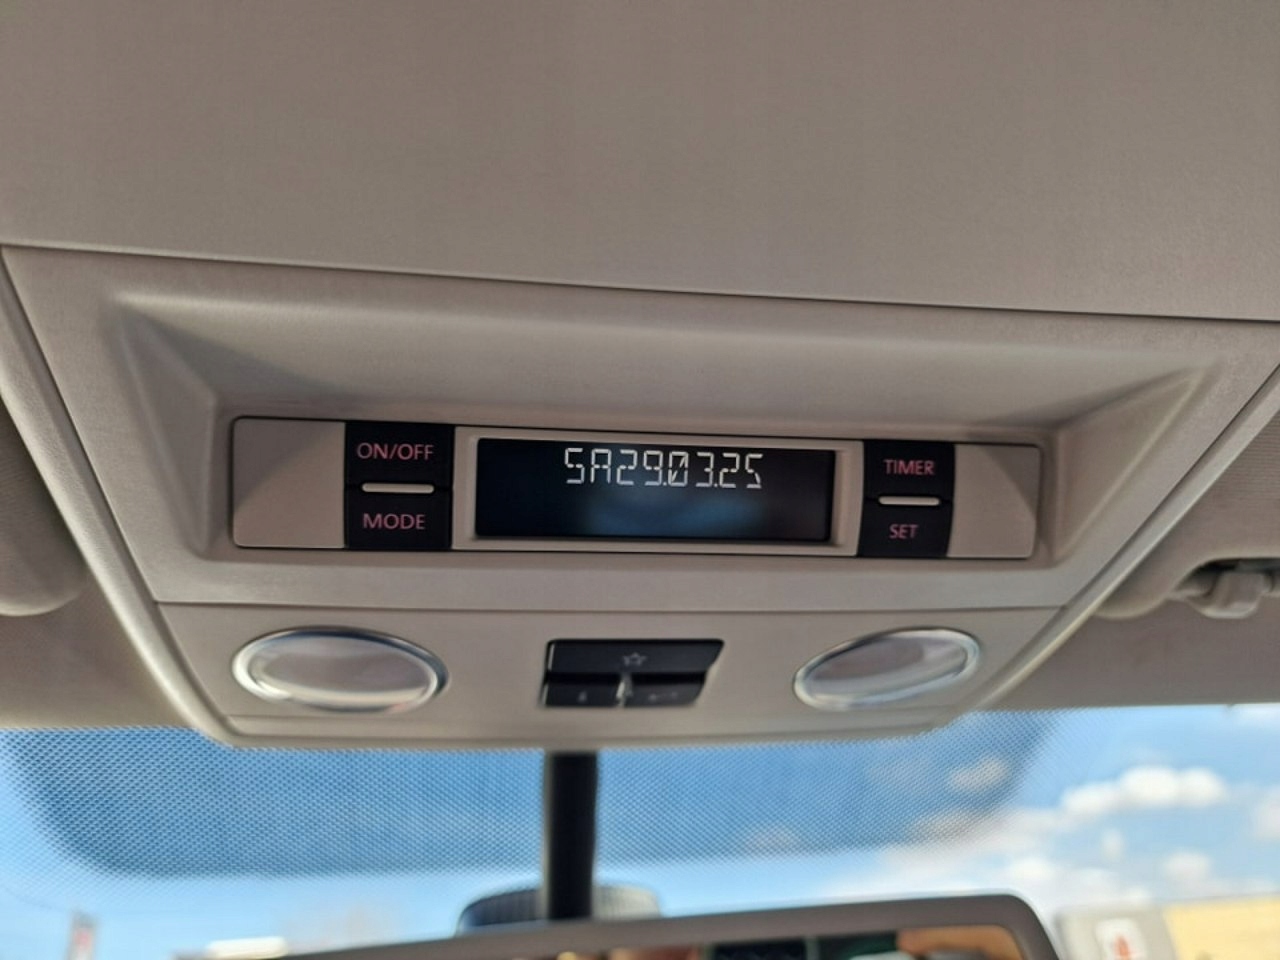 ON/OFF
MODE
SA29.03.25
TIMER
SET